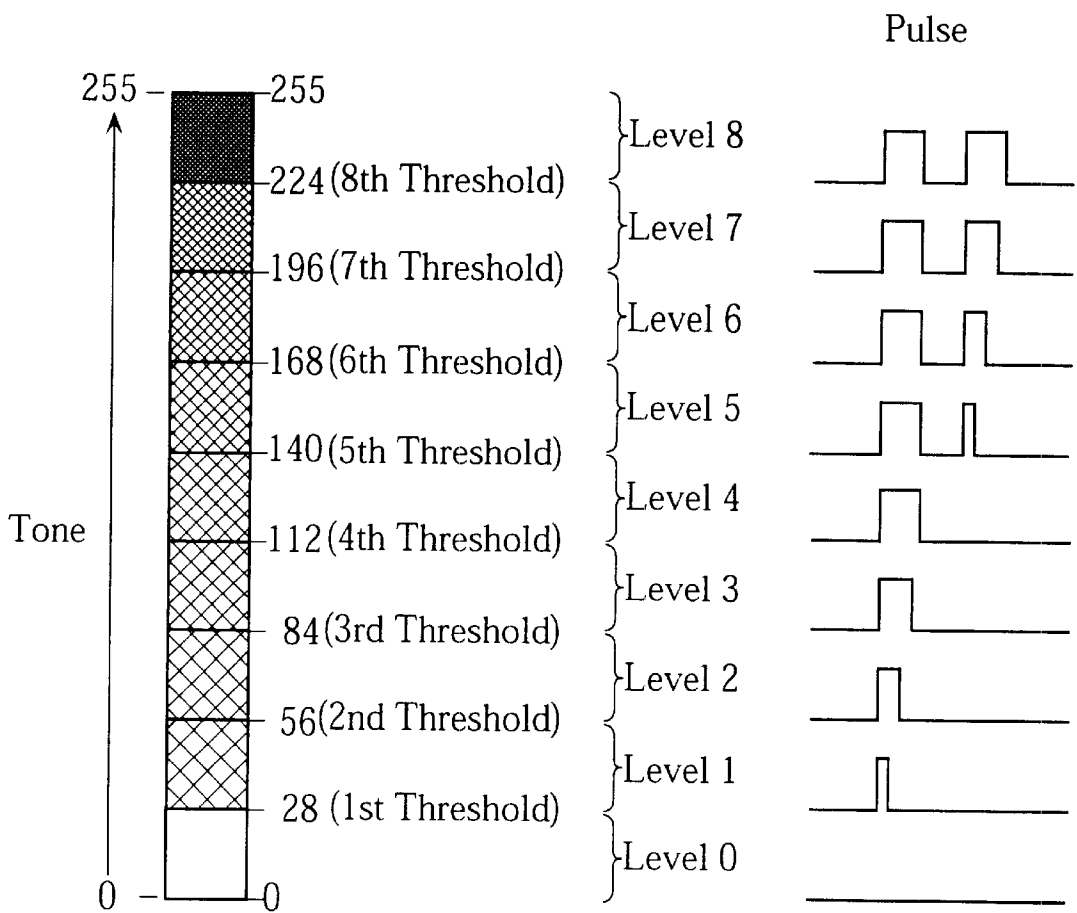 Pulse
255 255
Level 8
224 (8th Threshold)
Level 7
196 (7th Threshold)
Level 6
168 (6th Threshold)
Level 5
140 (5th Threshold)
Level 4
Tone
112 (4th Threshold)
Level 3
84 (3rd Threshold)
Level 2
56 (2nd Threshold)
Level 1
28 (1st Threshold)
Level 0
0 0